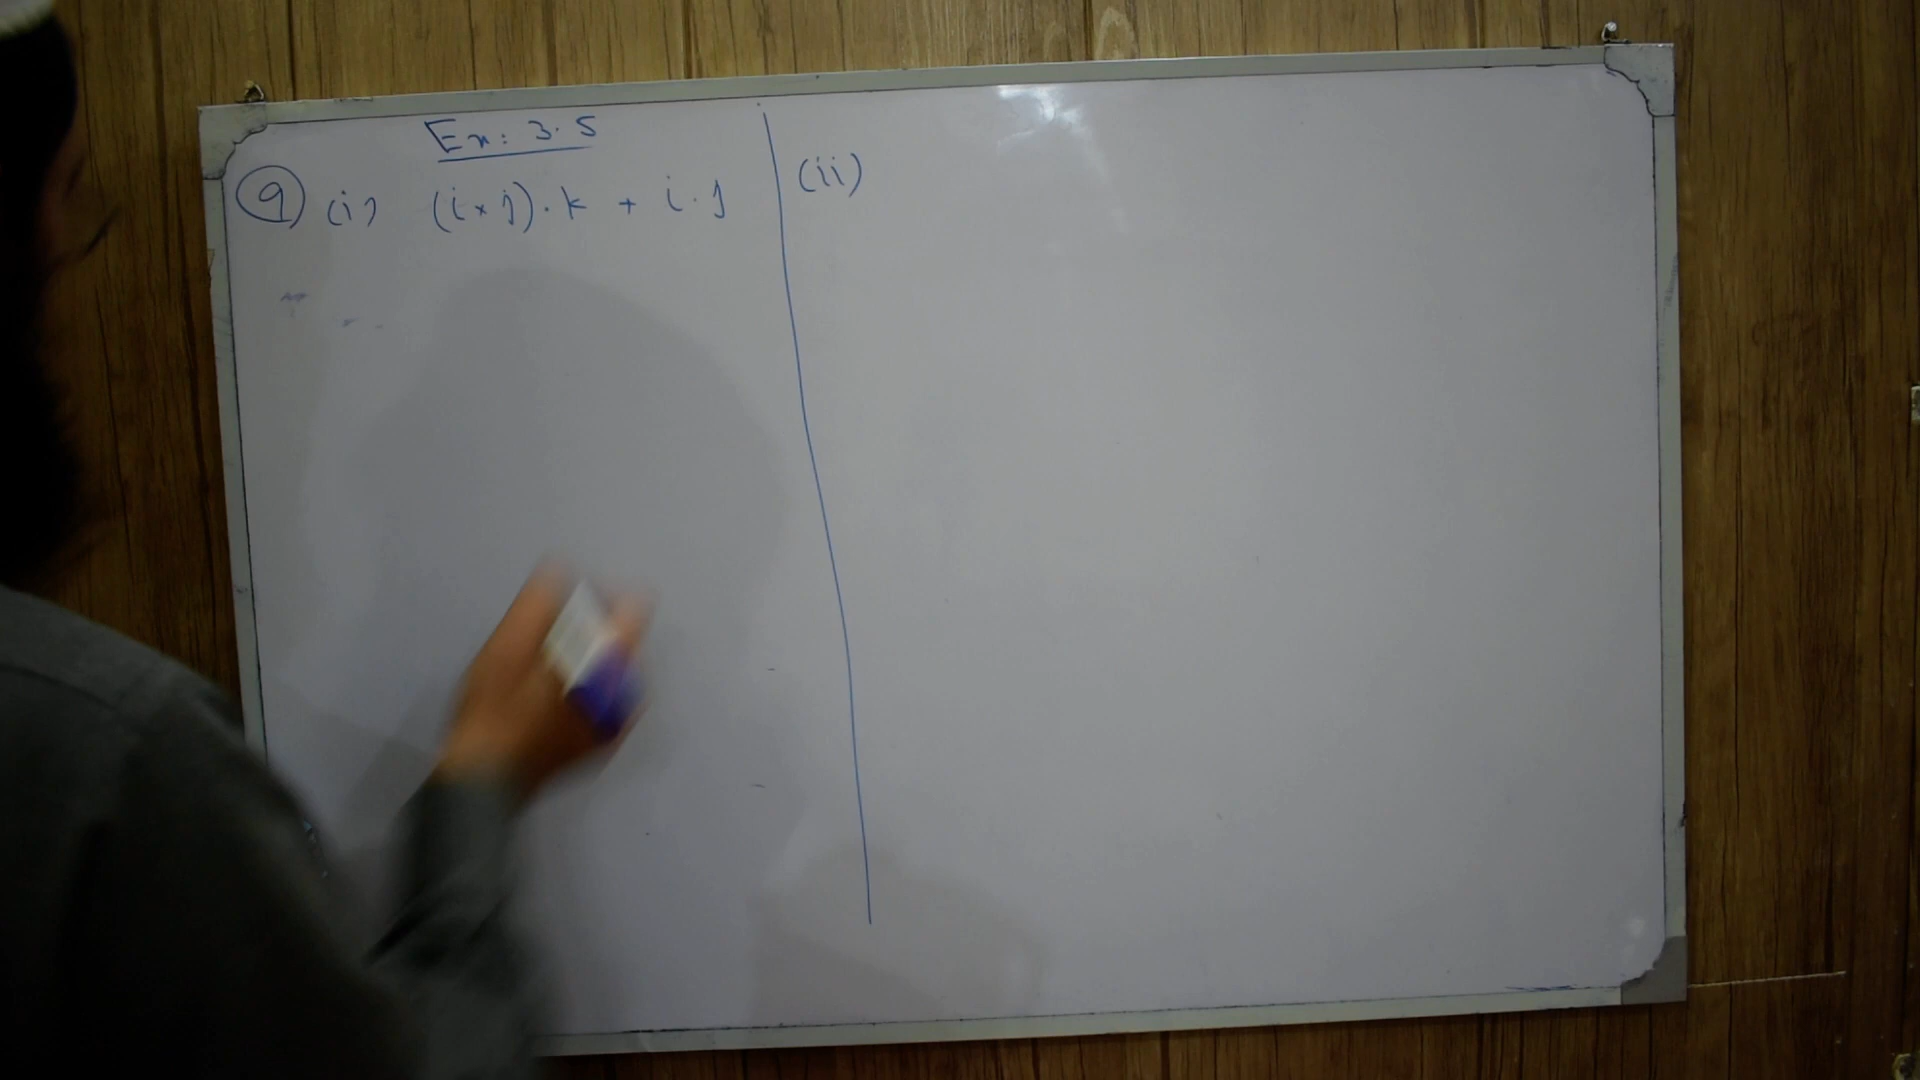 Ex: 3.5
9 (i) (i × j) · k + i · j
(ii)